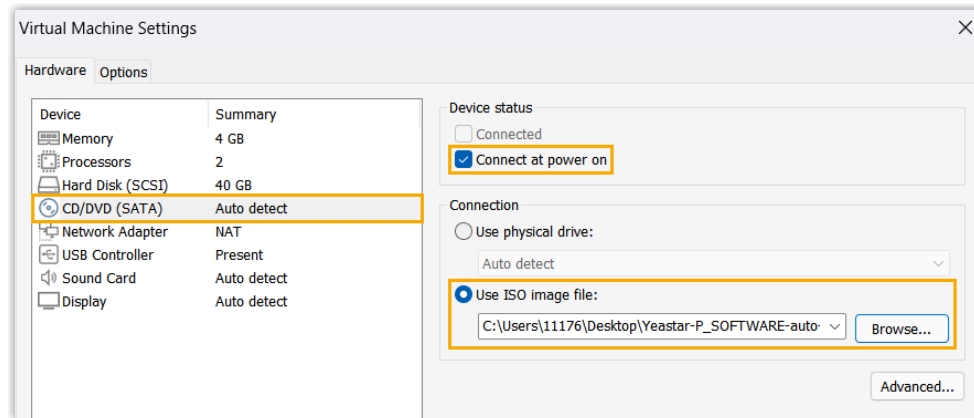 Virtual Machine Settings
Hardware Options
Device Summary
Memory 4 GB
Processors 2
Hard Disk (SCSI) 40 GB
CD/DVD (SATA) Auto detect
Network Adapter NAT
USB Controller Present
Sound Card Auto detect
Display Auto detect
Device status
Connected
Connect at power on
Connection
Use physical drive:
Auto detect
Use ISO image file:
C:\Users\11176\Desktop\Yeastar-P_SOFTWARE-auto- Browse...
Advanced...